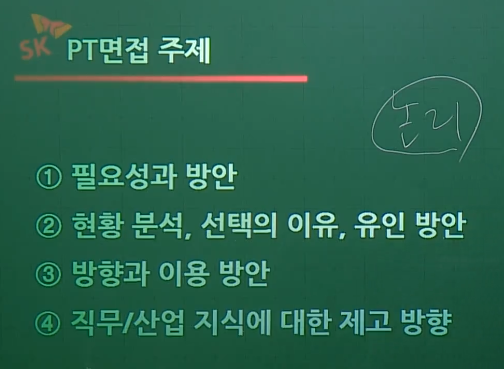 SK PT면접 주제
논리
① 필요성과 방안
② 현황 분석, 선택의 이유, 유인 방안
③ 방향과 이용 방안
④ 직무/산업 지식에 대한 제고 방향